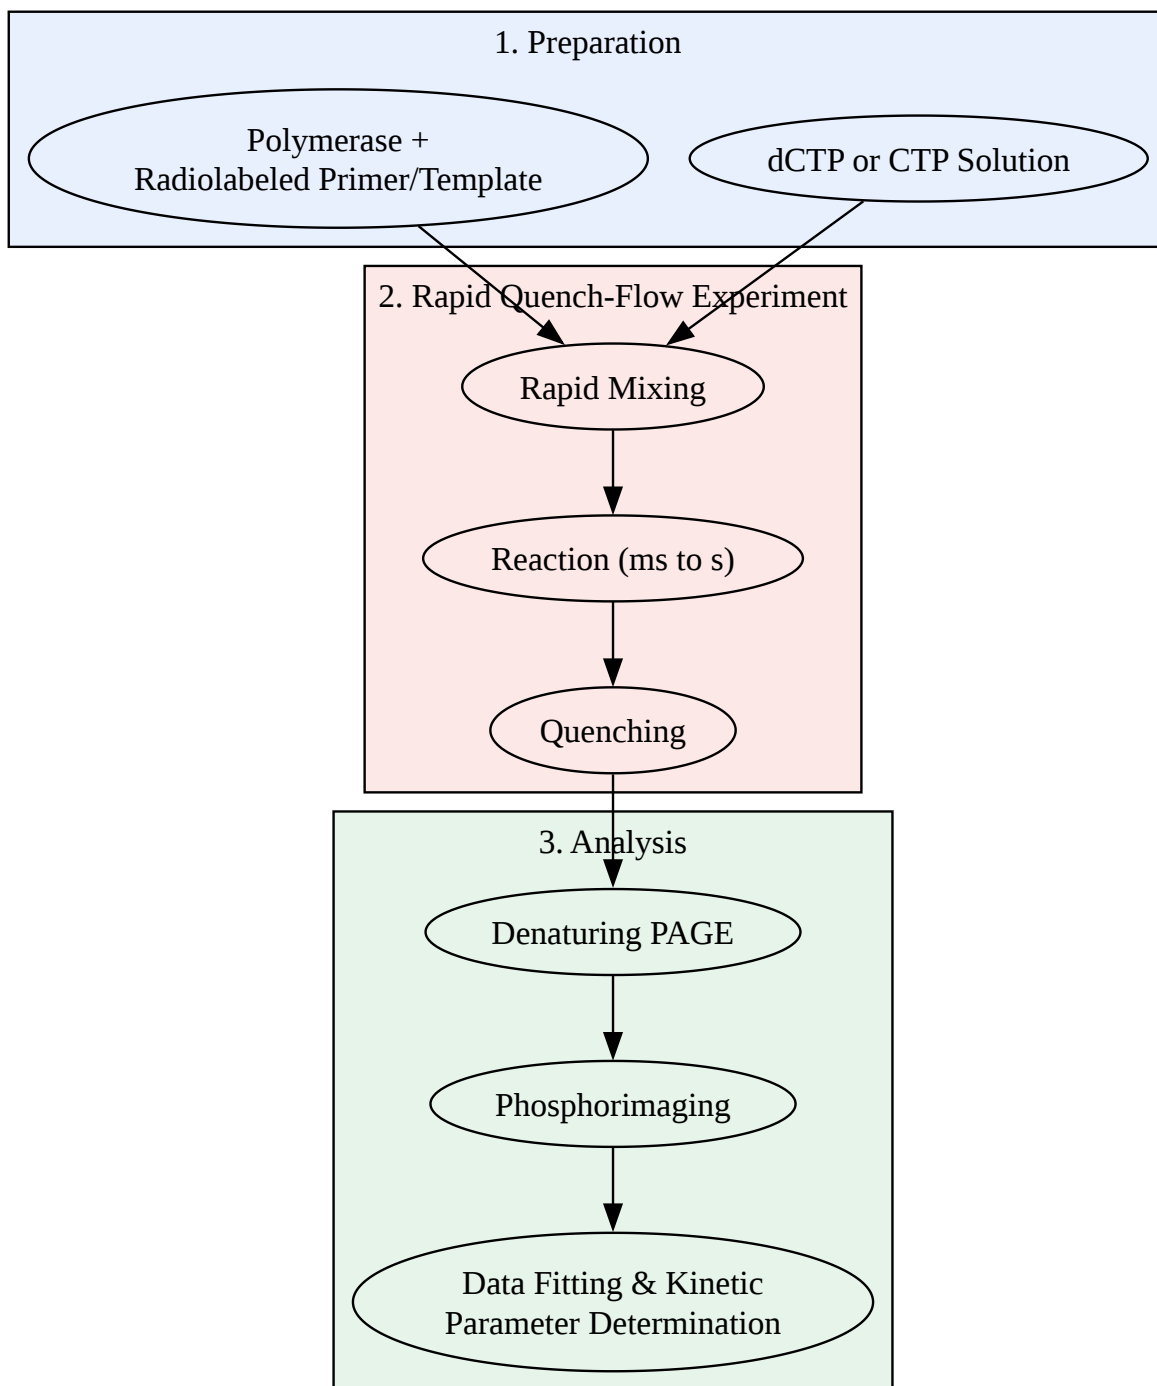 1. Preparation
Polymerase +
Radiolabeled Primer/Template
dCTP or CTP Solution
2. Rapid Quench-Flow Experiment
Rapid Mixing
Reaction (ms to s)
Quenching
3. Analysis
Denaturing PAGE
Phosphorimaging
Data Fitting & Kinetic
Parameter Determination